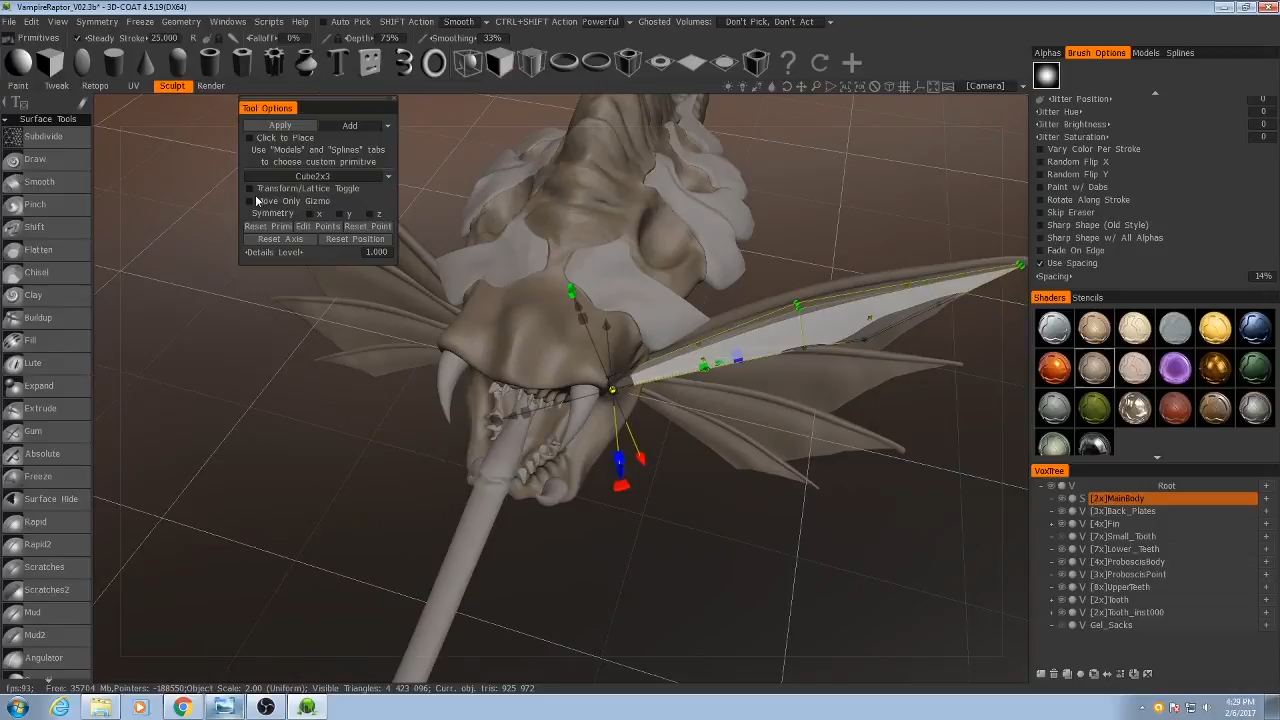 VampireRaptor_V02.3b* - 3D-COAT 4.5.19(DX64)
File Edit View Symmetry Freeze Geometry Windows Scripts Help Auto Pick SHIFT Action Smooth CTRL+SHIFT Action Powerful Ghosted Volumes: Don't Pick, Don't Act
Primitives Steady Stroke 25.000 R Falloff 0% Depth 75% Smoothing 33%
Paint Tweak Retopo UV Sculpt Render [Camera]
Surface Tools
Subdivide
Draw
Smooth
Pinch
Shift
Flatten
Chisel
Clay
Buildup
Fill
Lute
Expand
Extrude
Gum
Absolute
Freeze
Surface Hide
Rapid
Rapid2
Scratches
Scratches2
Mud
Mud2
Angulator
Tool Options
Apply Add
Click to Place
Use "Models" and "Splines" tabs
to choose custom primitive
Cube2x3
Transform/Lattice Toggle
Move Only Gizmo
Symmetry x y z
Reset Primi Edit Points Reset Point
Reset Axis Reset Position
Details Level 1.000
Alphas Brush Options Models Splines
Jitter Position: 0
Jitter Hue: 0
Jitter Brightness: 0
Jitter Saturation: 0
Vary Color Per Stroke
Random Flip X
Random Flip Y
Paint w/ Dabs
Rotate Along Stroke
Skip Eraser
Sharp Shape (Old Style)
Sharp Shape w/ All Alphas
Fade On Edge
Use Spacing
Spacing: 14%
Shaders Stencils
VoxTree
V Root +
S [2x]MainBody +
V [3x]Back_Plates +
V [4x]Fin +
V [7x]Small_Tooth +
V [7x]Lower_Teeth +
V [4x]ProboscisBody +
V [3x]ProboscisPoint +
V [8x]UpperTeeth +
V [2x]Tooth +
V [2x]Tooth_inst000 +
V Gel_Sacks +
fps:93; Free: 35704 Mb,Pointers: -188550;Object Scale: 2.00 (Uniform); Visible Triangles: 4 423 096; Curr. obj. tris: 925 972
4:29 PM
2/6/2017